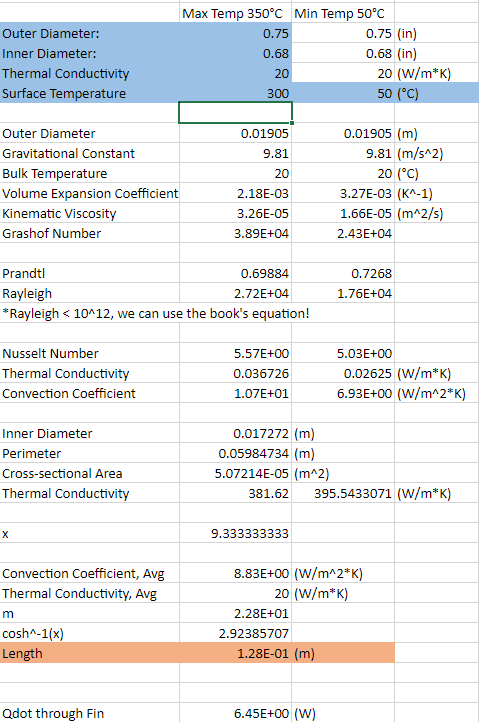 Max Temp 350°C Min Temp 50°C
Outer Diameter: 0.75 0.75 (in)
Inner Diameter: 0.68 0.68 (in)
Thermal Conductivity 20 20 (W/m*K)
Surface Temperature 300 50 (°C)
Outer Diameter 0.01905 0.01905 (m)
Gravitational Constant 9.81 9.81 (m/s^2)
Bulk Temperature 20 20 (°C)
Volume Expansion Coefficient 2.18E-03 3.27E-03 (K^-1)
Kinematic Viscosity 3.26E-05 1.66E-05 (m^2/s)
Grashof Number 3.89E+04 2.43E+04
Prandtl 0.69884 0.7268
Rayleigh 2.72E+04 1.76E+04
*Rayleigh < 10^12, we can use the book's equation!
Nusselt Number 5.57E+00 5.03E+00
Thermal Conductivity 0.036726 0.02625 (W/m*K)
Convection Coefficient 1.07E+01 6.93E+00 (W/m^2*K)
Inner Diameter 0.017272 (m)
Perimeter 0.05984734 (m)
Cross-sectional Area 5.07214E-05 (m^2)
Thermal Conductivity 381.62 395.5433071 (W/m*K)
x 9.333333333
Convection Coefficient, Avg 8.83E+00 (W/m^2*K)
Thermal Conductivity, Avg 20 (W/m*K)
m 2.28E+01
cosh^-1(x) 2.92385707
Length 1.28E-01 (m)
Qdot through Fin 6.45E+00 (W)